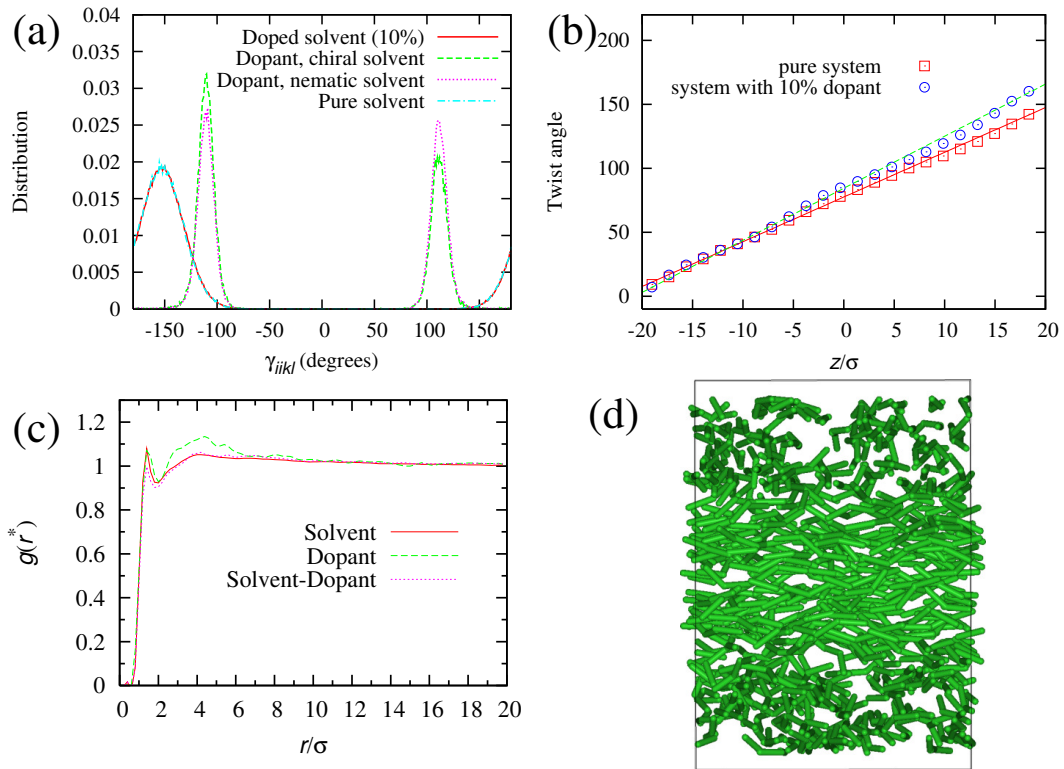 (a)
0.04
0.035
0.03
0.025
0.02
0.015
0.01
0.005
0
Distribution
Doped solvent (10%)
Dopant, chiral solvent
Dopant, nematic solvent
Pure solvent
-150 -100 -50 0 50 100 150
γijkl (degrees)
(b)
200
150
100
50
0
Twist angle
pure system
system with 10% dopant
-20 -15 -10 -5 0 5 10 15 20
z/σ
(c)
1.2
1
0.8
0.6
0.4
0.2
0
g(r*)
Solvent
Dopant
Solvent-Dopant
0 2 4 6 8 10 12 14 16 18 20
r/σ
(d)